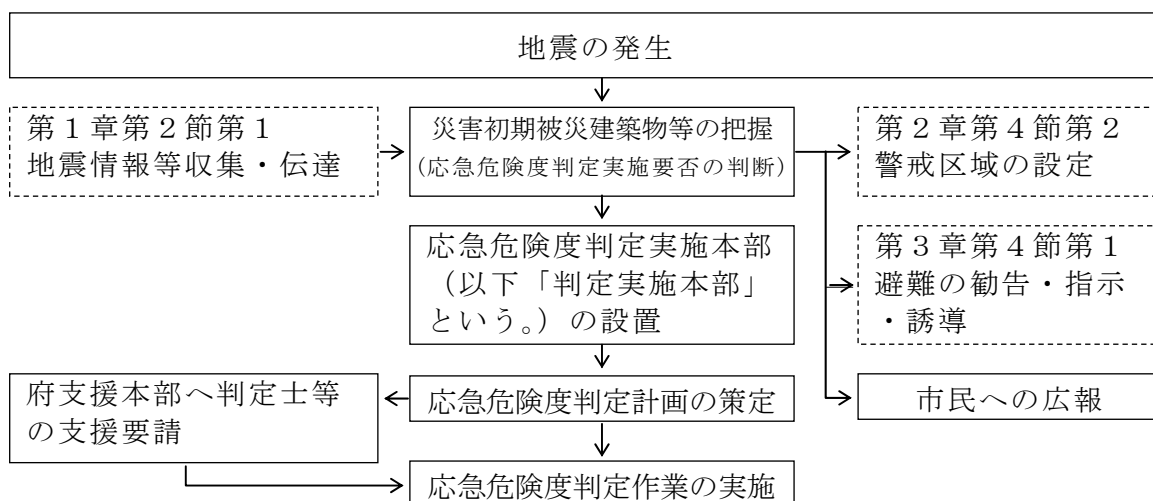 地震の発生
第１章第２節第１
地震情報等収集・伝達
災害初期被災建築物等の把握
(応急危険度判定実施要否の判断)
第２章第４節第２
警戒区域の設定
応急危険度判定実施本部
（以下「判定実施本部」
という。）の設置
第３章第４節第１
避難の勧告・指示
・誘導
府支援本部へ判定士等
の支援要請
応急危険度判定計画の策定
市民への広報
応急危険度判定作業の実施